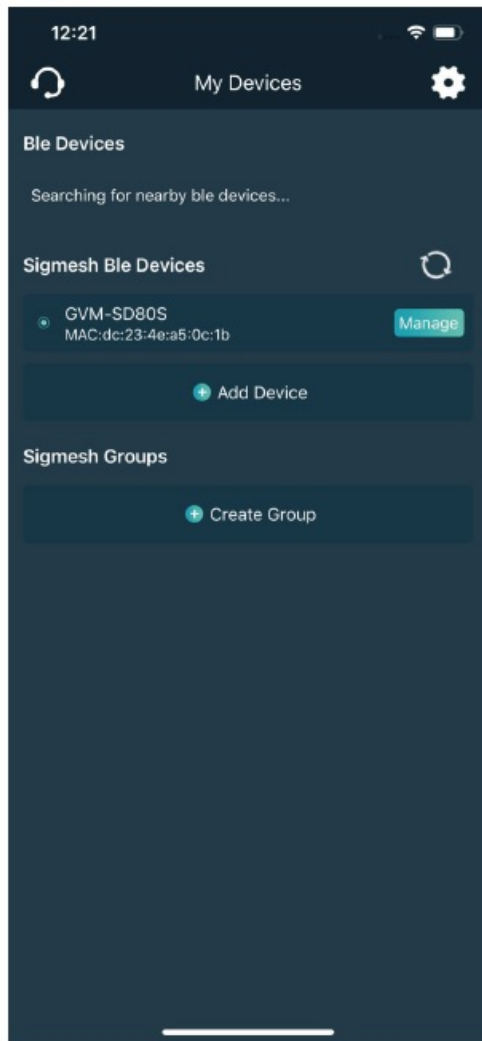 12:21
My Devices
Ble Devices
Searching for nearby ble devices...
Sigmesh Ble Devices
GVM-SD80S
MAC:dc:23:4e:a5:0c:1b
Manage
Add Device
Sigmesh Groups
Create Group